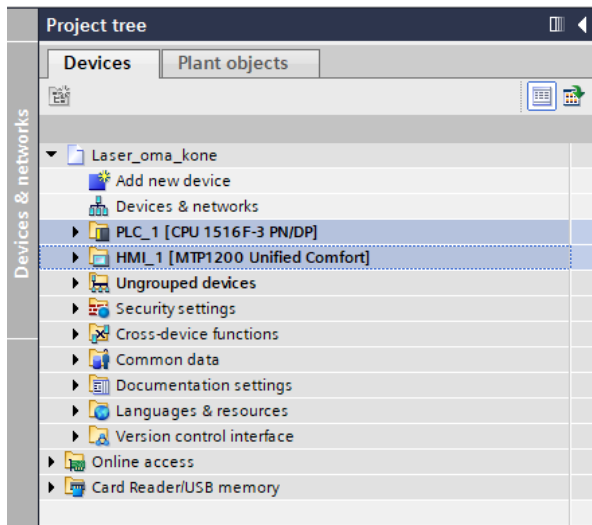 Project tree
Devices
Plant objects
Devices & networks
Laser_oma_kone
Add new device
Devices & networks
PLC_1 [CPU 1516F-3 PN/DP]
HMI_1 [MTP1200 Unified Comfort]
Ungrouped devices
Security settings
Cross-device functions
Common data
Documentation settings
Languages & resources
Version control interface
Online access
Card Reader/USB memory